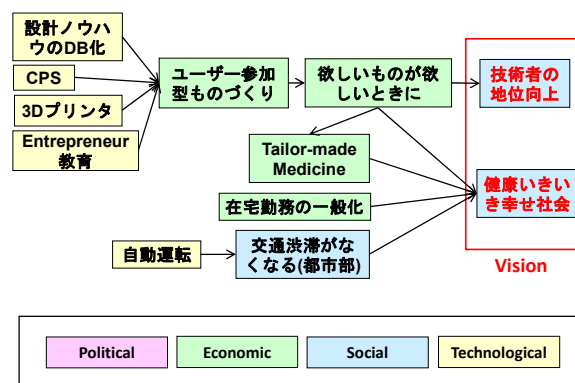 設計ノウハ
ウのDB化
CPS
3Dプリンタ
Entrepreneur
教育
ユーザー参加
型ものづくり
欲しいものが欲
しいときに
技術者の
地位向上
Tailor-made
Medicine
在宅勤務の一般化
健康いきい
き幸せ社会
自動運転
交通渋滞がな
くなる(都市部)
Vision
Political
Economic
Social
Technological